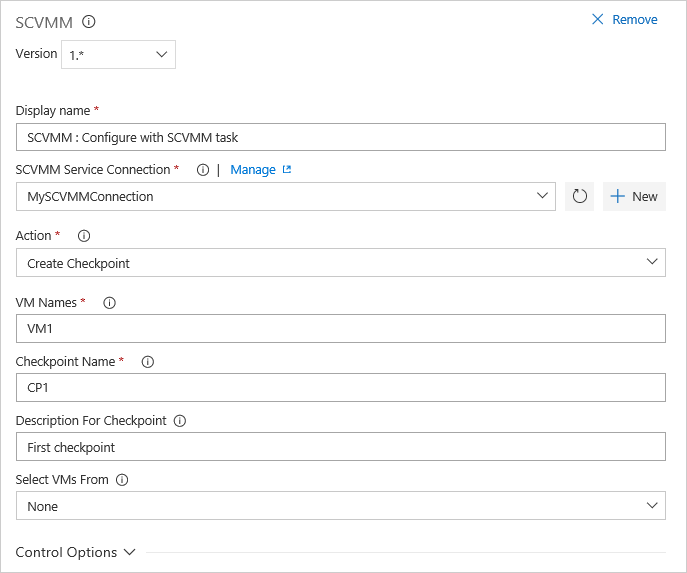 SCVMM
Remove
Version 1.*
Display name *
SCVMM : Configure with SCVMM task
SCVMM Service Connection * | Manage
MySCVMMConnection
New
Action *
Create Checkpoint
VM Names *
VM1
Checkpoint Name *
CP1
Description For Checkpoint
First checkpoint
Select VMs From
None
Control Options